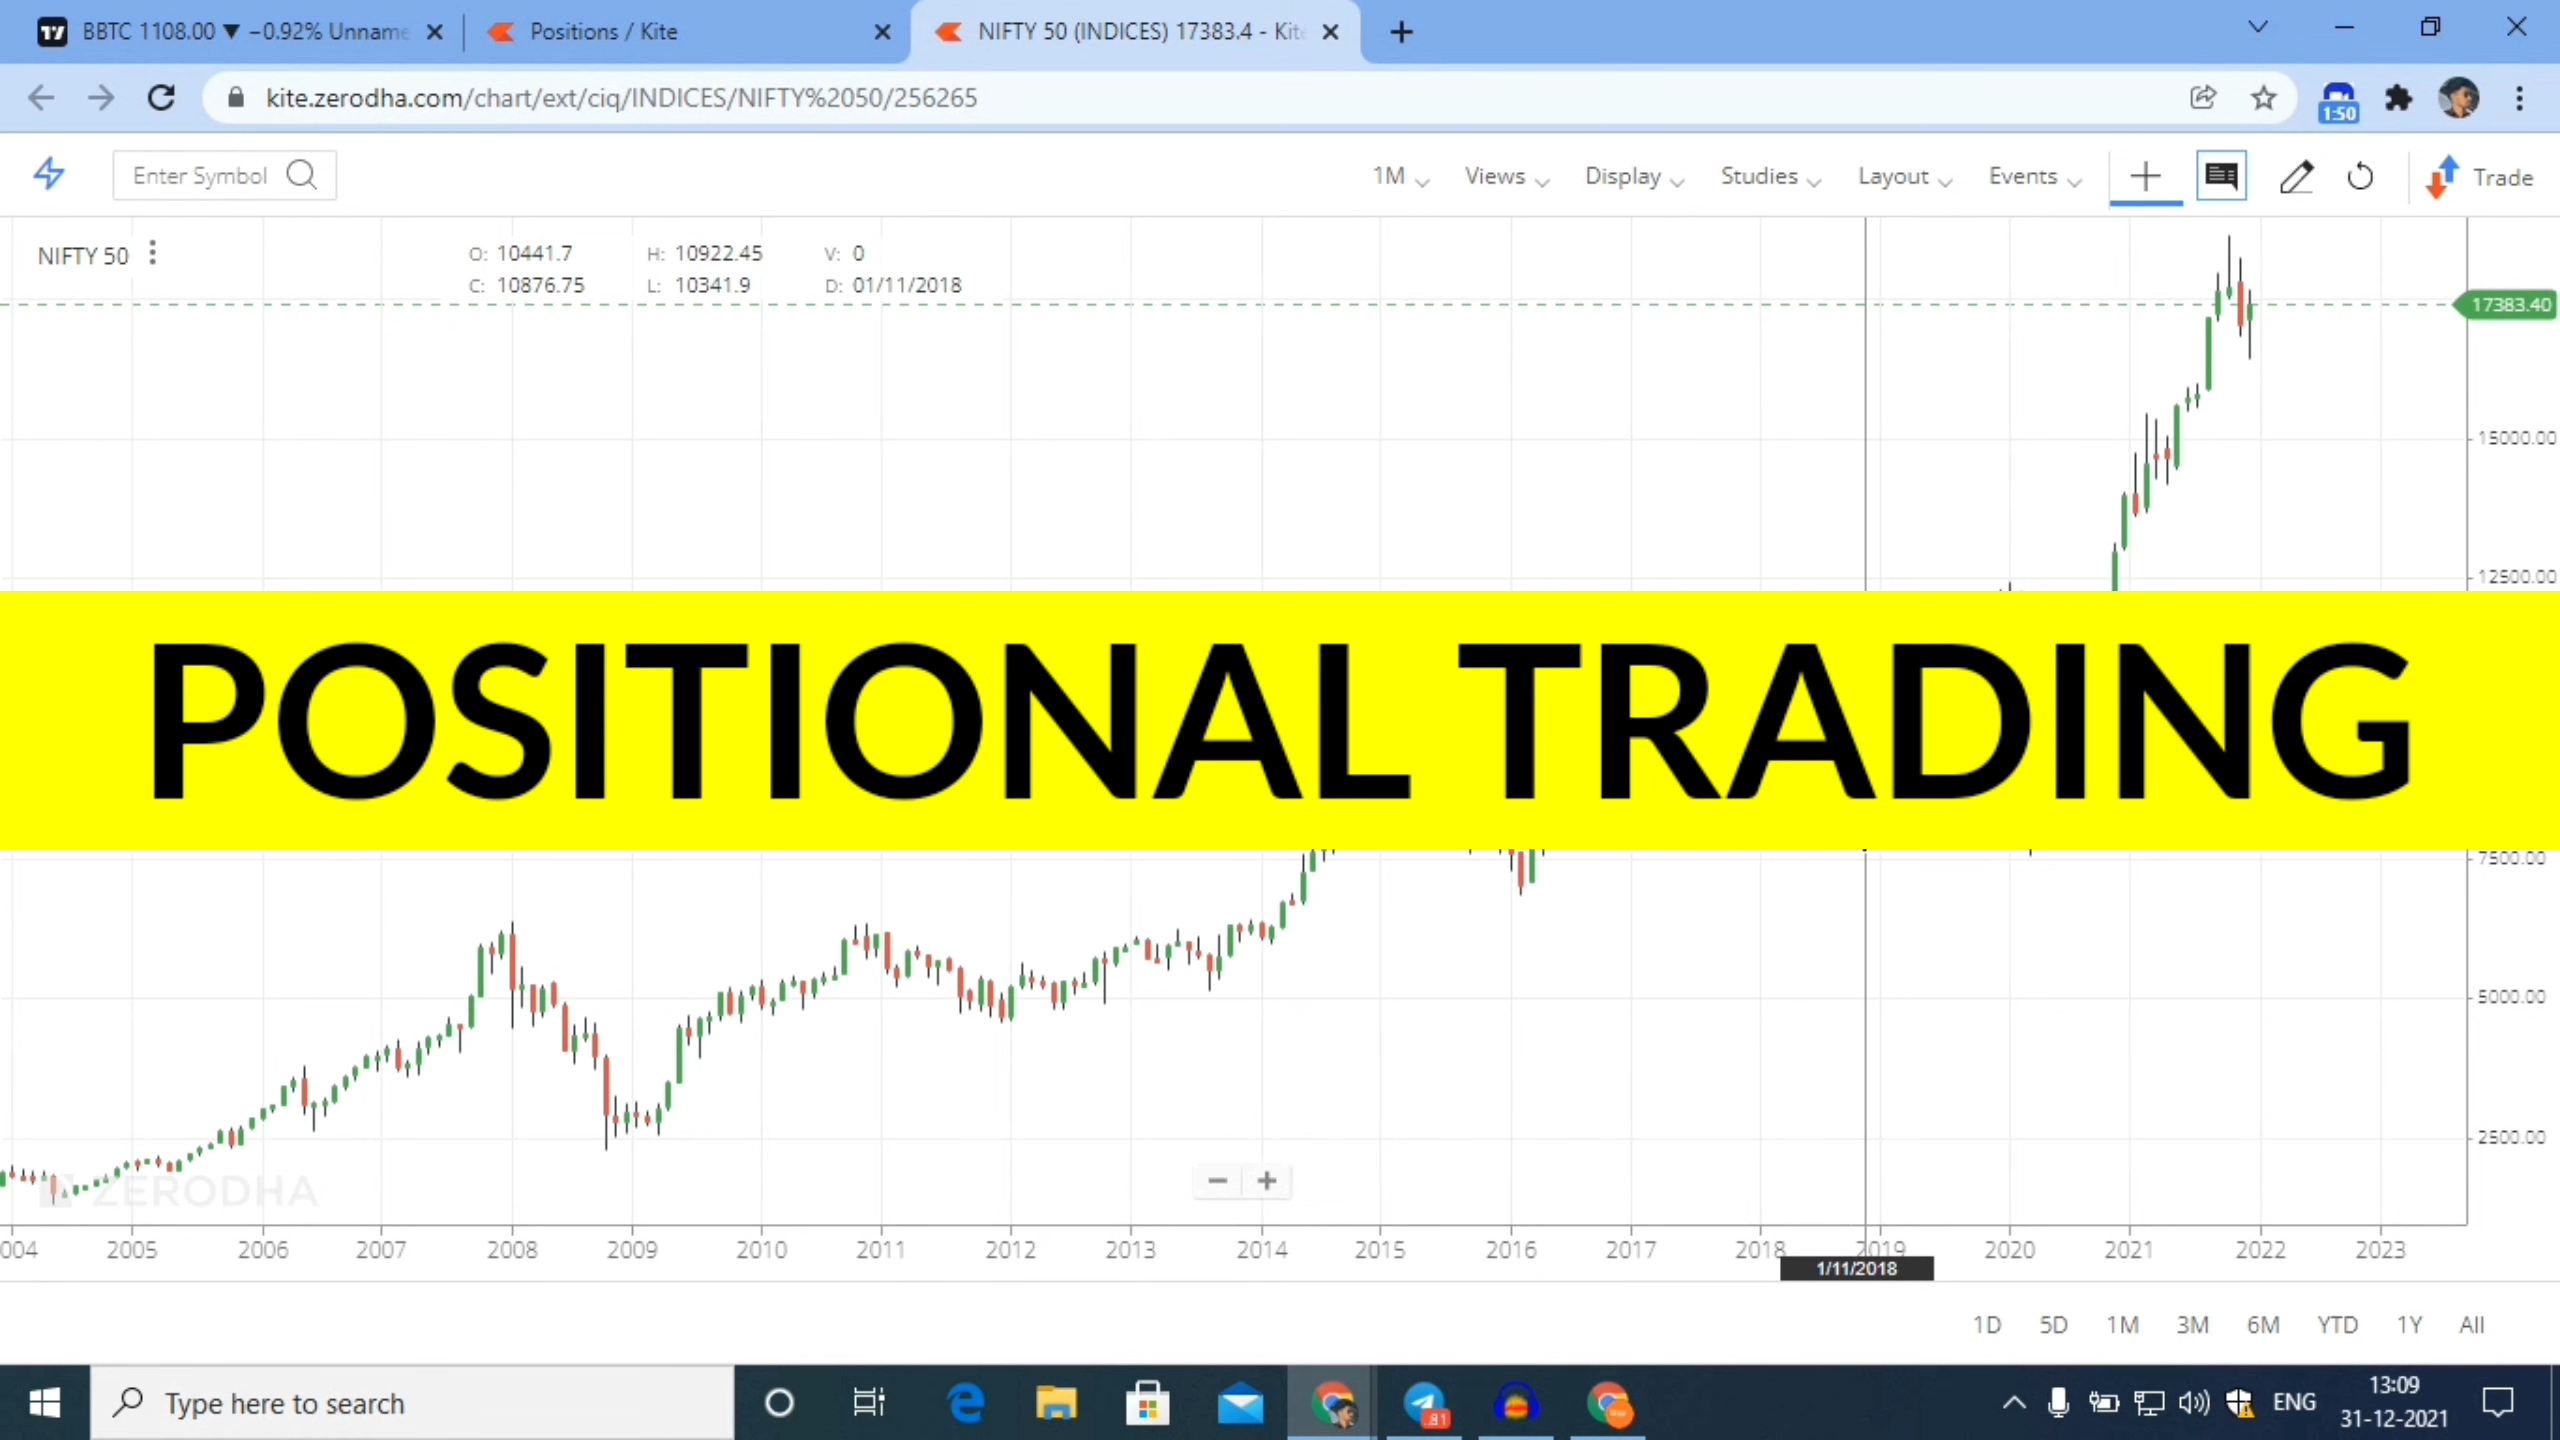 BBTC 1108.00 ▼ −0.92% Unname
Positions / Kite
NIFTY 50 (INDICES) 17383.4 - Kite
kite.zerodha.com/chart/ext/ciq/INDICES/NIFTY%2050/256265
1:50
Enter Symbol
1M Views Display Studies Layout Events Trade
NIFTY 50
O: 10441.7 H: 10922.45 V: 0
C: 10876.75 L: 10341.9 D: 01/11/2018
17383.40
15000.00
12500.00
POSITIONAL TRADING
7500.00
5000.00
2500.00
ZERODHA
004 2005 2006 2007 2008 2009 2010 2011 2012 2013 2014 2015 2016 2017 2018 2019 2020 2021 2022 2023
1/11/2018
1D 5D 1M 3M 6M YTD 1Y All
Type here to search
81
ENG
13:09
31-12-2021